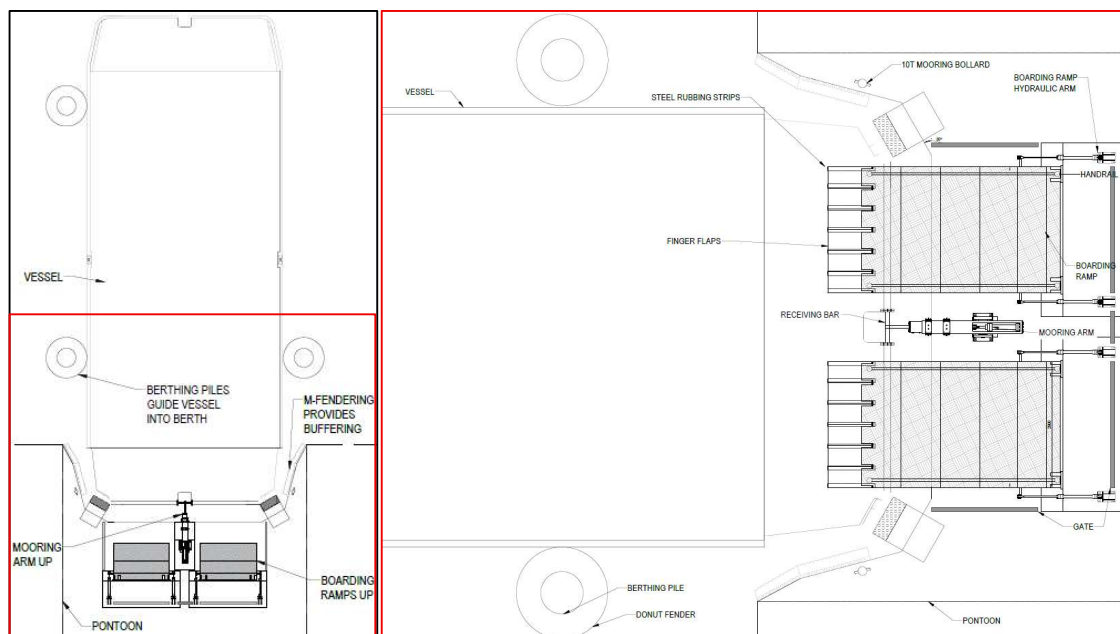 VESSEL
BERTHING PILES
GUIDE VESSEL
INTO BERTH
M-FENDERING
PROVIDES
BUFFERING
MOORING
ARM UP
BOARDING
RAMPS UP
PONTOON
VESSEL
STEEL RUBBING STRIPS
10T MOORING BOLLARD
BOARDING RAMP
HYDRAULIC ARM
HANDRAIL
FINGER FLAPS
BOARDING
RAMP
RECEIVING BAR
MOORING ARM
GATE
BERTHING PILE
DONUT FENDER
PONTOON